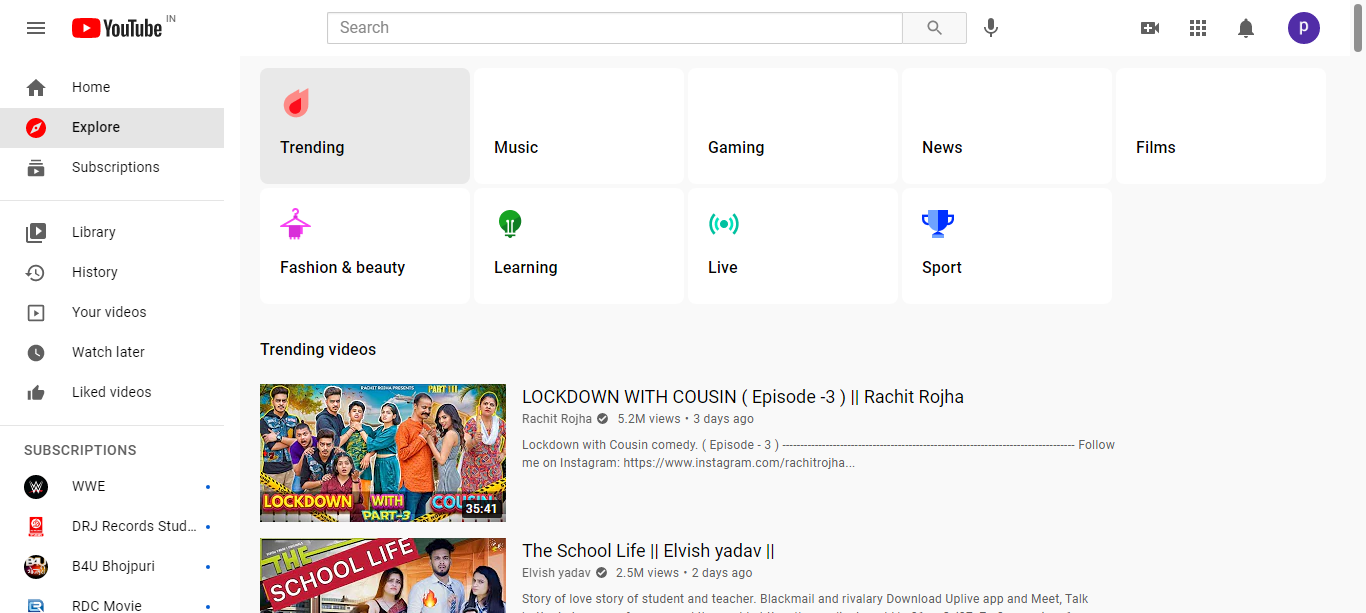 YouTube IN
Search
p
Home
Explore
Subscriptions
Library
History
Your videos
Watch later
Liked videos
SUBSCRIPTIONS
WWE
DRJ Records Stud...
B4U Bhojpuri
RDC Movie
Trending
Music
Gaming
News
Films
Fashion & beauty
Learning
Live
Sport
Trending videos
RACHIT ROJHA PRESENTS
PART III
LOCKDOWN WITH COUSIN
PART-3
35:41
LOCKDOWN WITH COUSIN ( Episode -3 ) || Rachit Rojha
Rachit Rojha 5.2M views • 3 days ago
Lockdown with Cousin comedy. ( Episode - 3 ) ---------------------------------------------------------------------------------- Follow
me on Instagram: https://www.instagram.com/rachitrojha...
THE
SCHOOL LIFE
The School Life || Elvish yadav ||
Elvish yadav 2.5M views • 2 days ago
Story of love story of student and teacher. Blackmail and rivalary Download Uplive app and Meet, Talk